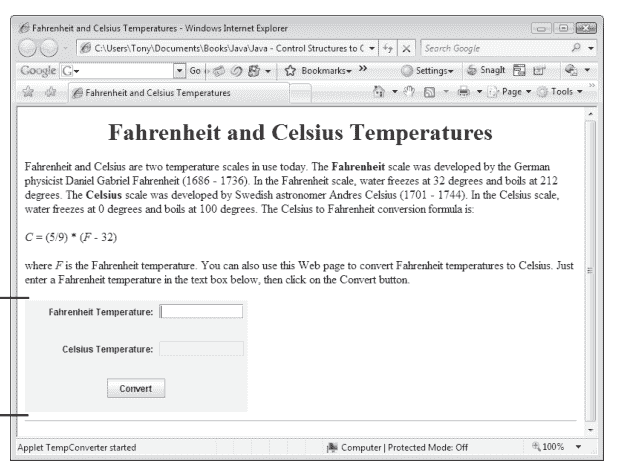 Fahrenheit and Celsius Temperatures - Windows Internet Explorer
C:\Users\Tony\Documents\Books\Java\Java - Control Structures to C
Search Google
Google G Go Bookmarks >> Settings SnagIt
Fahrenheit and Celsius Temperatures Page Tools >>
Fahrenheit and Celsius Temperatures
Fahrenheit and Celsius are two temperature scales in use today. The Fahrenheit scale was developed by the German
physicist Daniel Gabriel Fahrenheit (1686 - 1736). In the Fahrenheit scale, water freezes at 32 degrees and boils at 212
degrees. The Celsius scale was developed by Swedish astronomer Andres Celsius (1701 - 1744). In the Celsius scale,
water freezes at 0 degrees and boils at 100 degrees. The Celsius to Fahrenheit conversion formula is:
C = (5/9) * (F - 32)
where F is the Fahrenheit temperature. You can also use this Web page to convert Fahrenheit temperatures to Celsius. Just
enter a Fahrenheit temperature in the text box below, then click on the Convert button.
Fahrenheit Temperature:
Celsius Temperature:
Convert
Applet TempConverter started Computer | Protected Mode: Off 100%